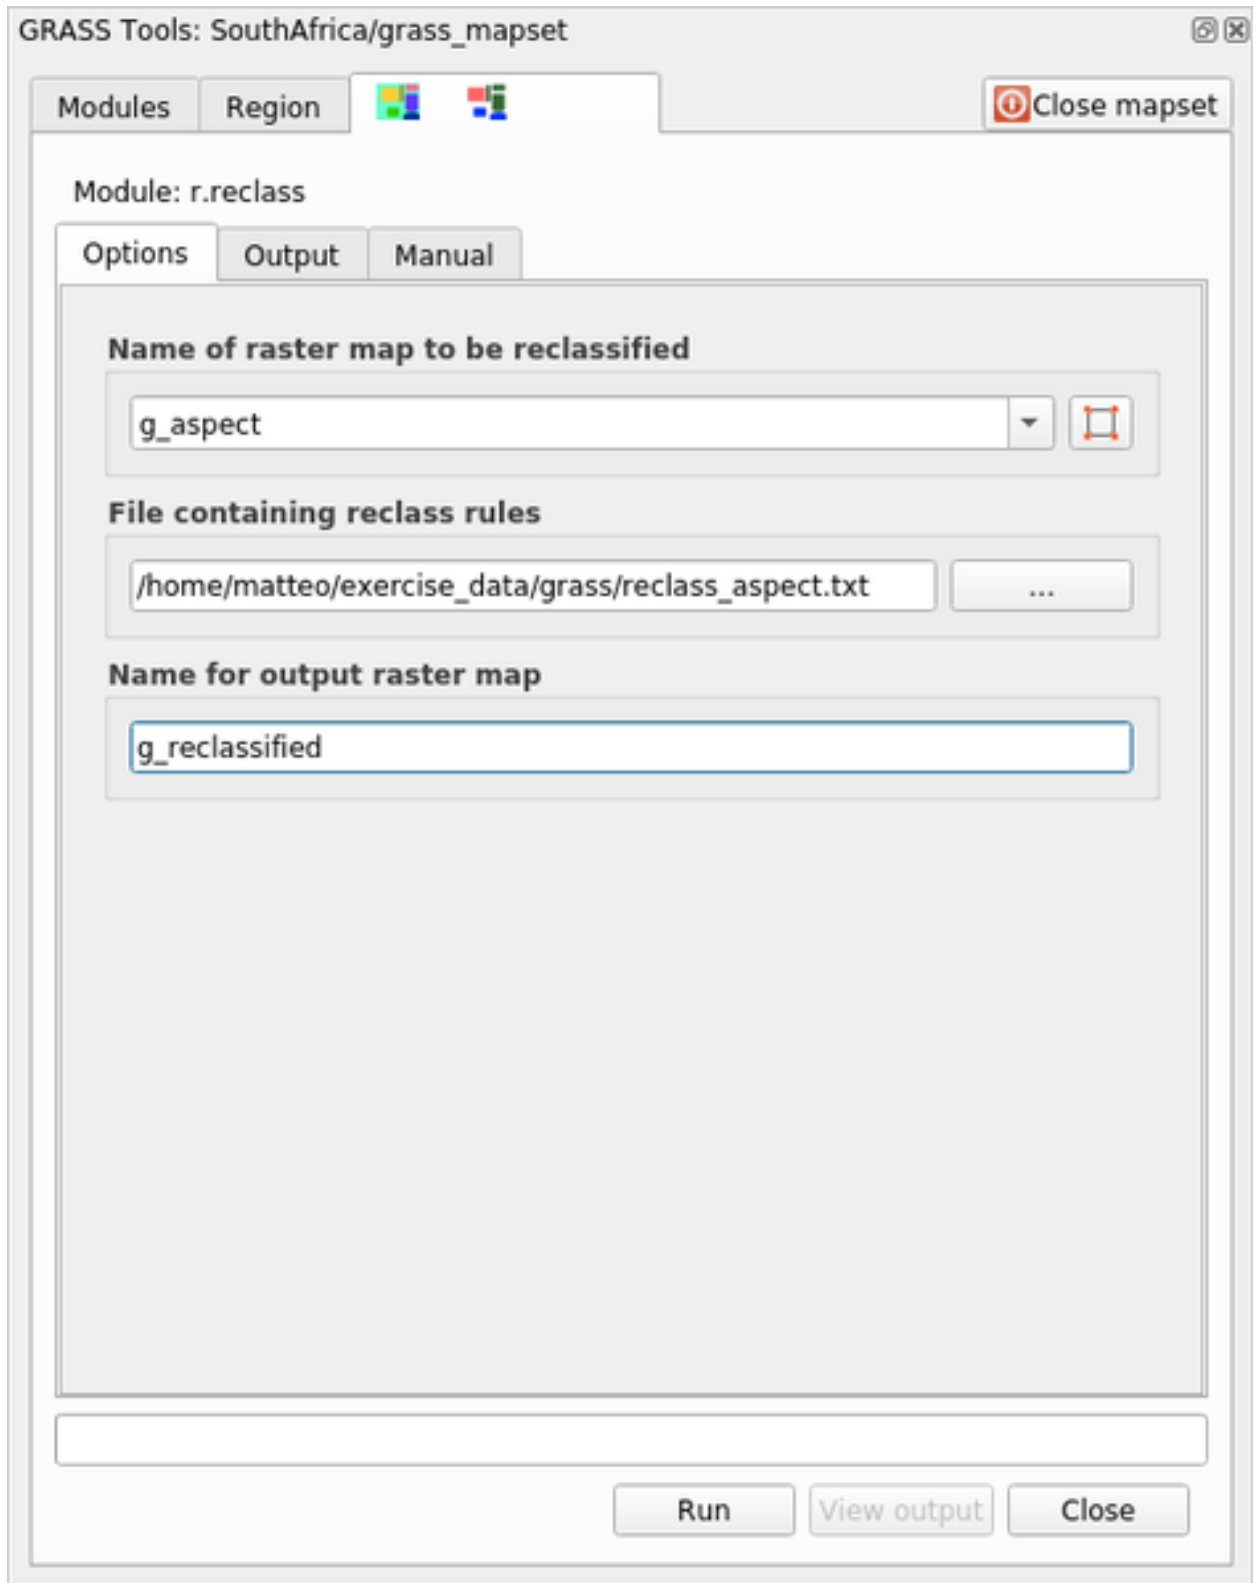 GRASS Tools: SouthAfrica/grass_mapset
Modules Region Close mapset
Module: r.reclass
Options Output Manual
Name of raster map to be reclassified
g_aspect
File containing reclass rules
/home/matteo/exercise_data/grass/reclass_aspect.txt ...
Name for output raster map
g_reclassified
Run View output Close